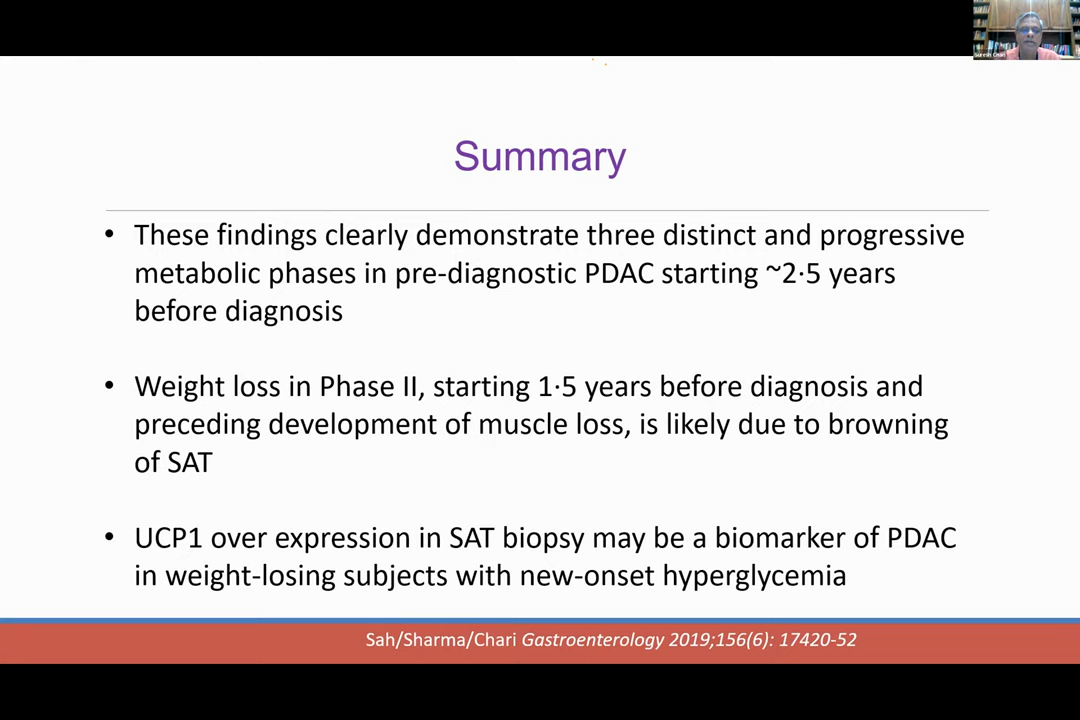 Suresh Chari
Summary
• These findings clearly demonstrate three distinct and progressive
metabolic phases in pre-diagnostic PDAC starting ~2·5 years
before diagnosis
• Weight loss in Phase II, starting 1·5 years before diagnosis and
preceding development of muscle loss, is likely due to browning
of SAT
• UCP1 over expression in SAT biopsy may be a biomarker of PDAC
in weight-losing subjects with new-onset hyperglycemia
Sah/Sharma/Chari Gastroenterology 2019;156(6): 17420-52